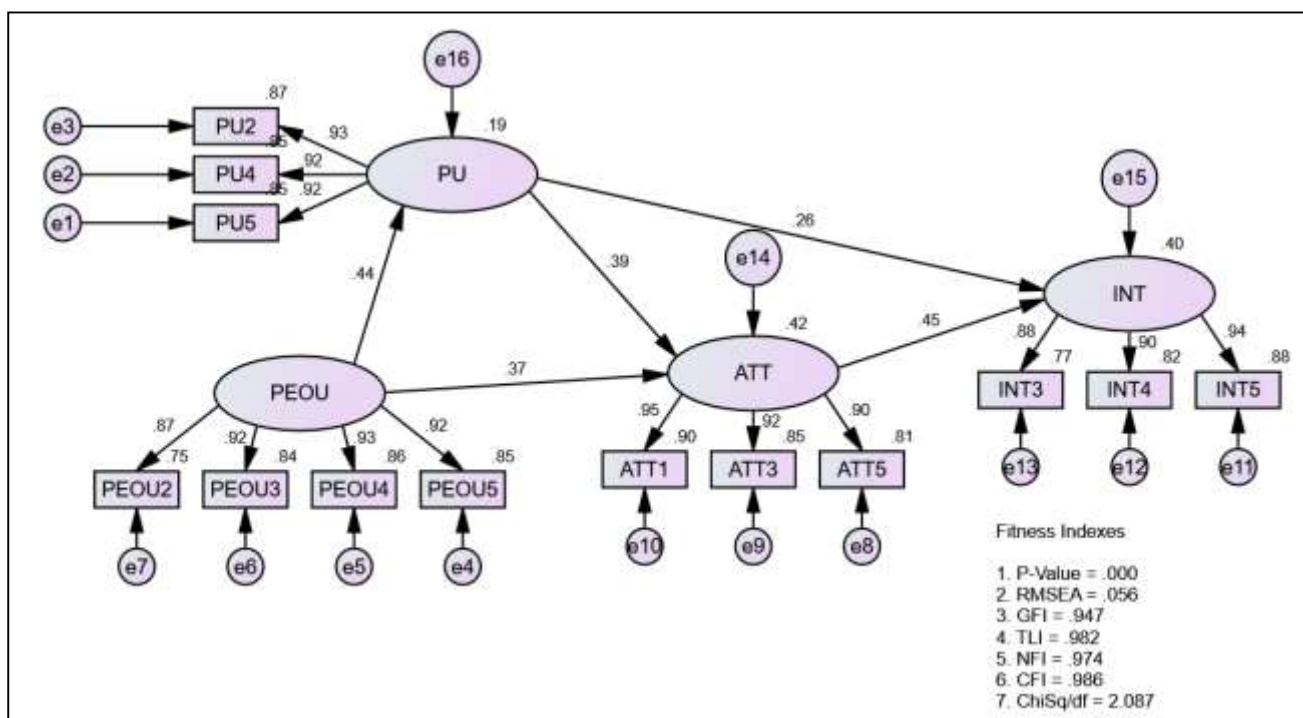 e16
.87
.19
e3
PU2
.93
.85
e2
PU4
.92
PU
.85
e1
PU5
.92
e15
.26
.40
e14
.44
.39
INT
.42
.45
.88
.90
.94
.77
.82
.88
PEOU
.37
ATT
INT3
INT4
INT5
.87
.92
.93
.92
.95
.92
.90
.75
.84
.86
.85
.90
.85
.81
e13
e12
e11
PEOU2
PEOU3
PEOU4
PEOU5
ATT1
ATT3
ATT5
e7
e6
e5
e4
e10
e9
e8
Fitness Indexes
1. P-Value = .000
2. RMSEA = .056
3. GFI = .947
4. TLI = .982
5. NFI = .974
6. CFI = .986
7. ChiSq/df = 2.087